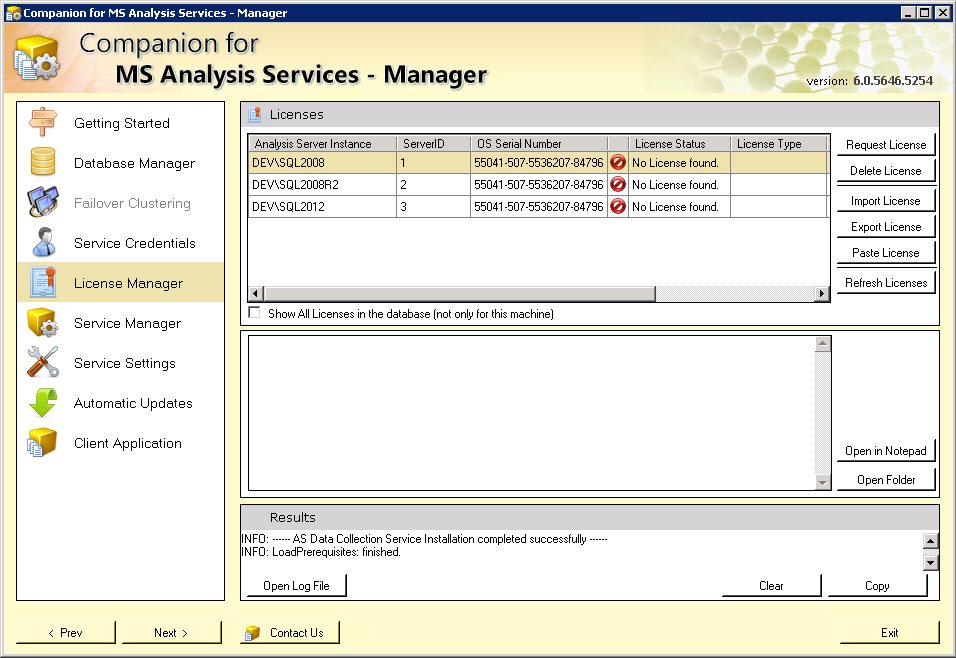 Companion for MS Analysis Services - Manager
Companion for
MS Analysis Services - Manager
version: 6.0.5646.5254
Getting Started
Database Manager
Failover Clustering
Service Credentials
License Manager
Service Manager
Service Settings
Automatic Updates
Client Application
Licenses
Analysis Server Instance ServerID OS Serial Number License Status License Type
DEV\SQL2008 1 55041-507-5536207-84796 No License found.
DEV\SQL2008R2 2 55041-507-5536207-84796 No License found.
DEV\SQL2012 3 55041-507-5536207-84796 No License found.
Show All Licenses in the database (not only for this machine)
Request License
Delete License
Import License
Export License
Paste License
Refresh Licenses
Open in Notepad
Open Folder
Results
INFO: ------ AS Data Collection Service Installation completed successfully ------
INFO: LoadPrerequisites: finished.
Open Log File Clear Copy
< Prev Next > Contact Us Exit